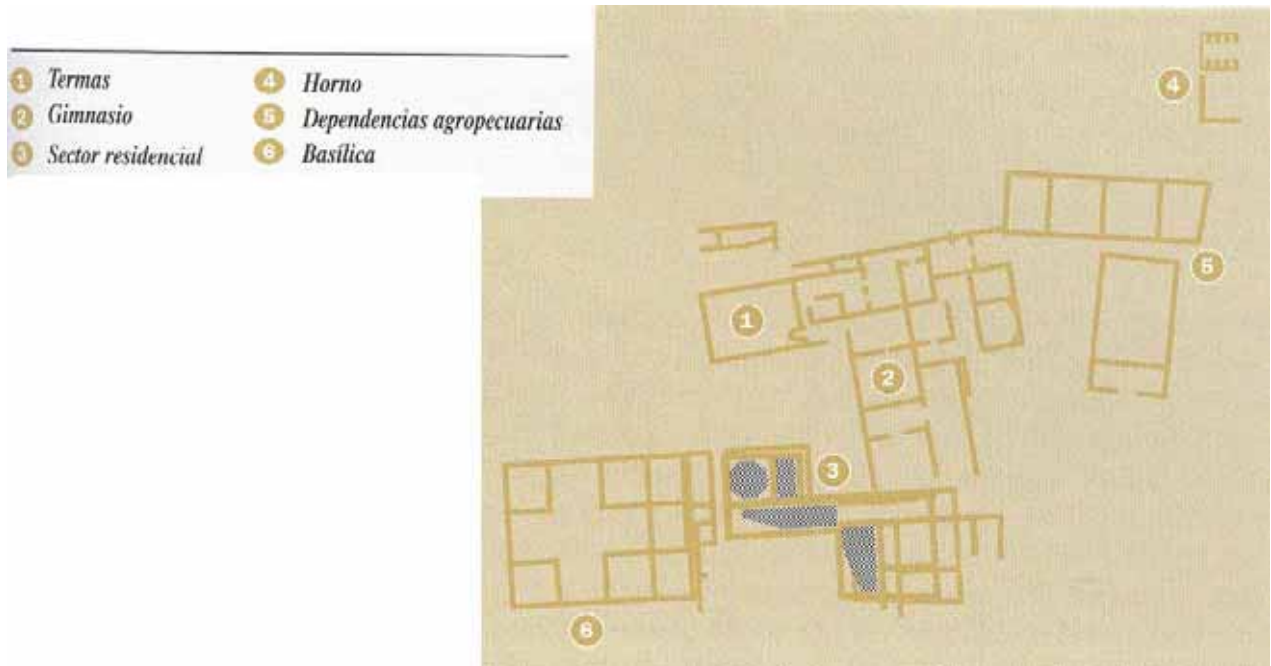 1 Termas
2 Gimnasio
3 Sector residencial
4 Horno
5 Dependencias agropecuarias
6 Basílica
4
5
1
2
3
6